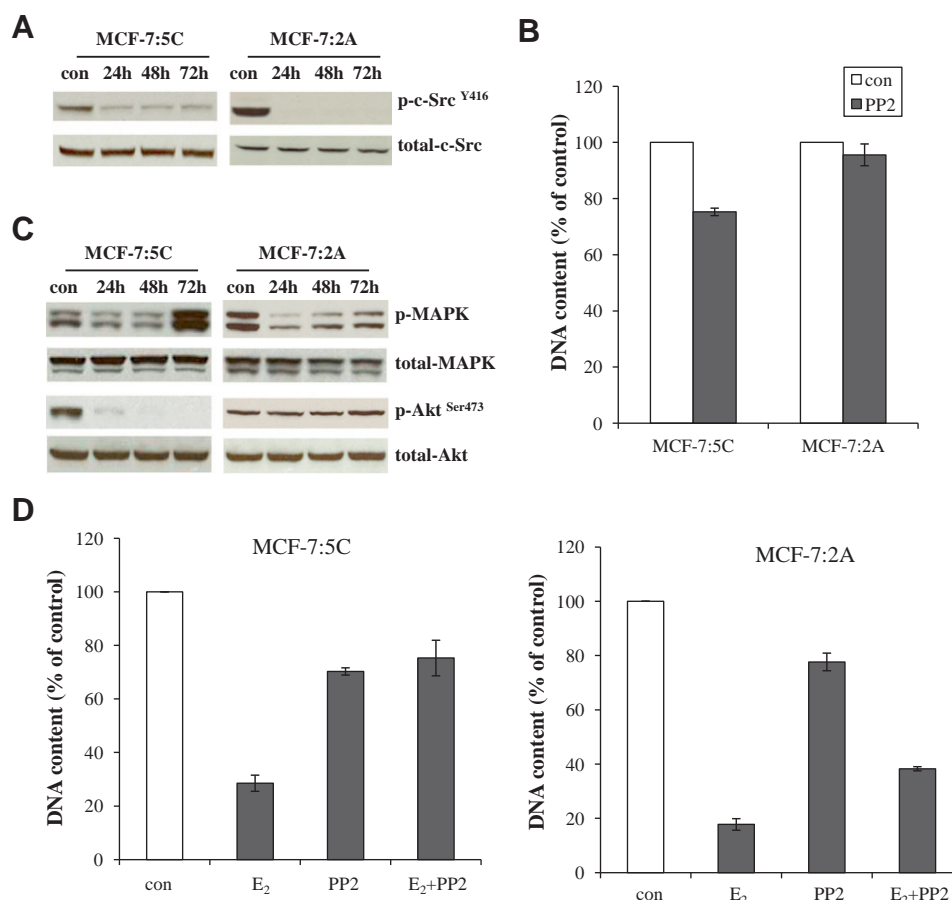 A
MCF-7:5C MCF-7:2A
con 24h 48h 72h con 24h 48h 72h
p-c-Src Y416
total-c-Src
B
120
100
80
60
40
20
0
DNA content (% of control)
con
PP2
MCF-7:5C MCF-7:2A
C
MCF-7:5C MCF-7:2A
con 24h 48h 72h con 24h 48h 72h
p-MAPK
total-MAPK
p-Akt Ser473
total-Akt
D
MCF-7:5C
120
100
80
60
40
20
0
DNA content (% of control)
con E2 PP2 E2+PP2
MCF-7:2A
120
100
80
60
40
20
0
DNA content (% of control)
con E2 PP2 E2+PP2